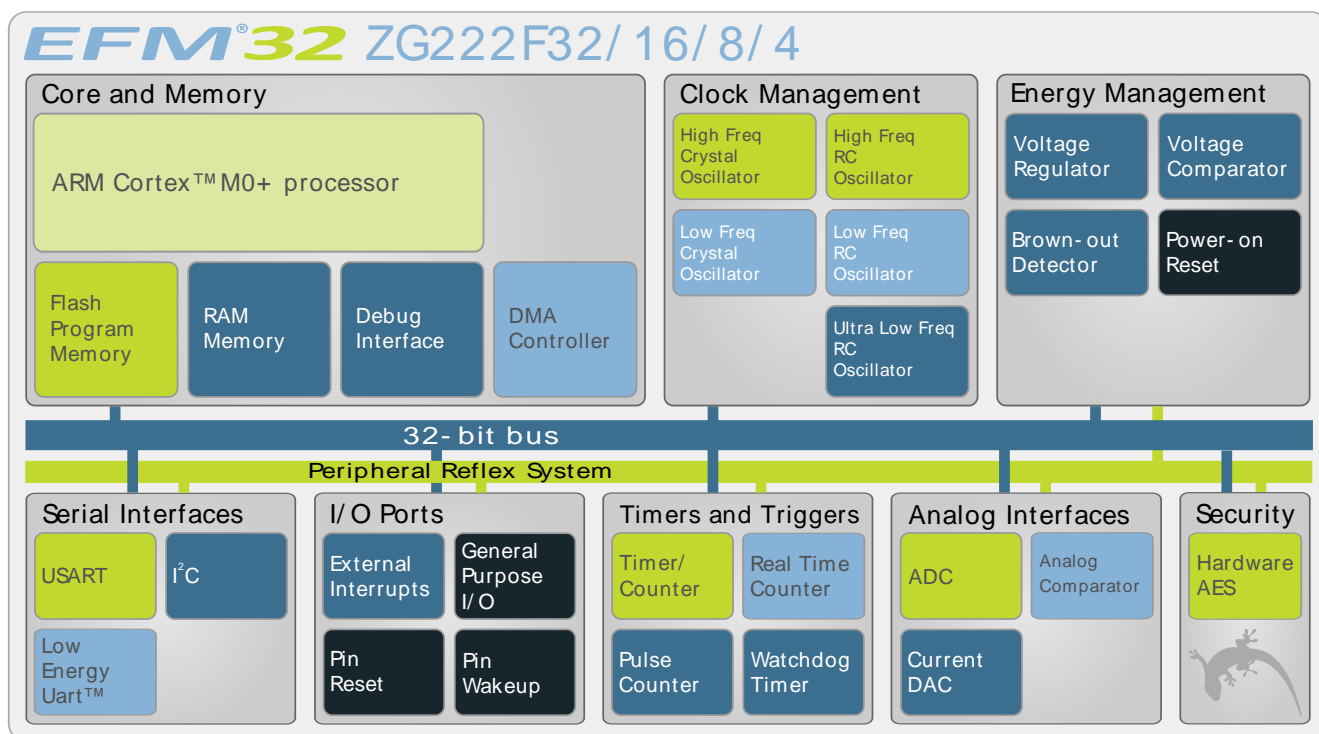 EFM®32 ZG222F32/16/8/4
Core and Memory
ARM Cortex™ M0+ processor
Flash
Program
Memory
RAM
Memory
Debug
Interface
DMA
Controller
Clock Management
High Freq
Crystal
Oscillator
High Freq
RC
Oscillator
Low Freq
Crystal
Oscillator
Low Freq
RC
Oscillator
Ultra Low Freq
RC
Oscillator
Energy Management
Voltage
Regulator
Voltage
Comparator
Brown-out
Detector
Power-on
Reset
32-bit bus
Peripheral Reflex System
Serial Interfaces
USART
I²C
Low
Energy
Uart™
I/O Ports
External
Interrupts
General
Purpose
I/O
Pin
Reset
Pin
Wakeup
Timers and Triggers
Timer/
Counter
Real Time
Counter
Pulse
Counter
Watchdog
Timer
Analog Interfaces
ADC
Analog
Comparator
Current
DAC
Security
Hardware
AES